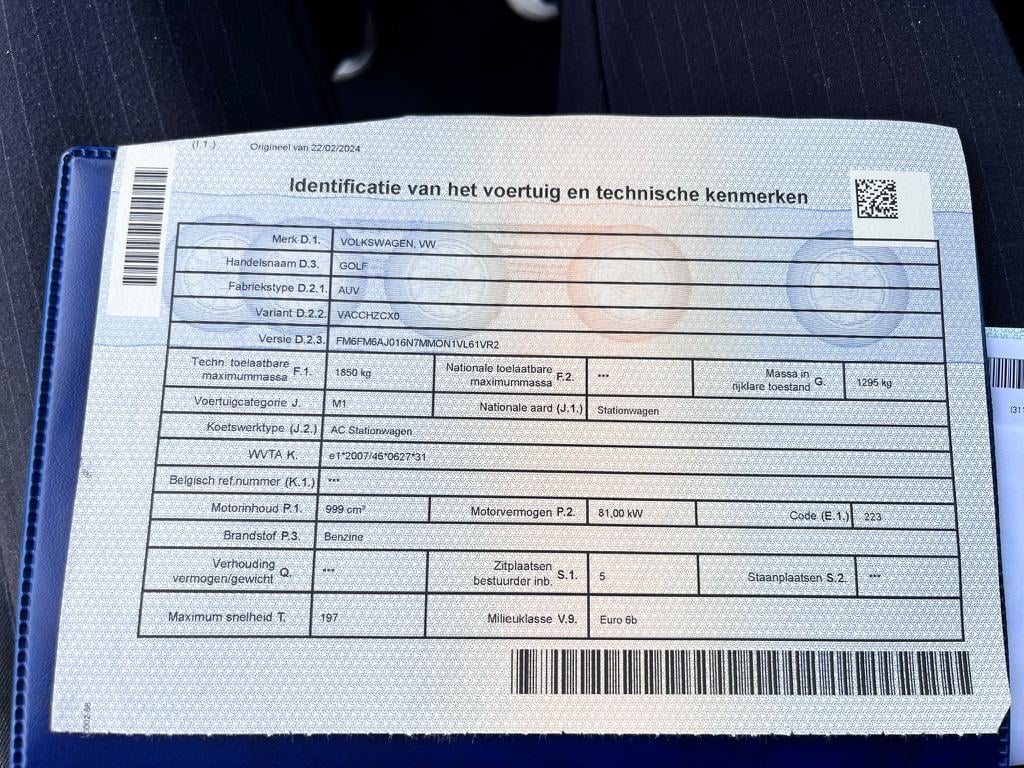 (I.1.) Origineel van 22/02/2024
Identificatie van het voertuig en technische kenmerken
Merk D.1. VOLKSWAGEN, VW
Handelsnaam D.3. GOLF
Fabriekstype D.2.1. AUV
Variant D.2.2. VACCHZCX0
Versie D.2.3. FM6FM6AJ016N7MMON1VL61VR2
Techn. toelaatbare maximummassa F.1. 1850 kg Nationale toelaatbare maximummassa F.2. *** Massa in rijklare toestand G. 1295 kg
Voertuigcategorie J. M1 Nationale aard (J.1.) Stationwagen
Koetswerktype (J.2.) AC Stationwagen
WVTA K. e1*2007/46*0627*31
Belgisch ref.nummer (K.1.) ***
Motorinhoud P.1. 999 cm³ Motorvermogen P.2. 81,00 kW Code (E.1.) 223
Brandstof P.3. Benzine
Verhouding vermogen/gewicht Q. *** Zitplaatsen bestuurder inb. S.1. 5 Staanplaatsen S.2. ***
Maximum snelheid T. 197 Milieuklasse V.9. Euro 6b
(311